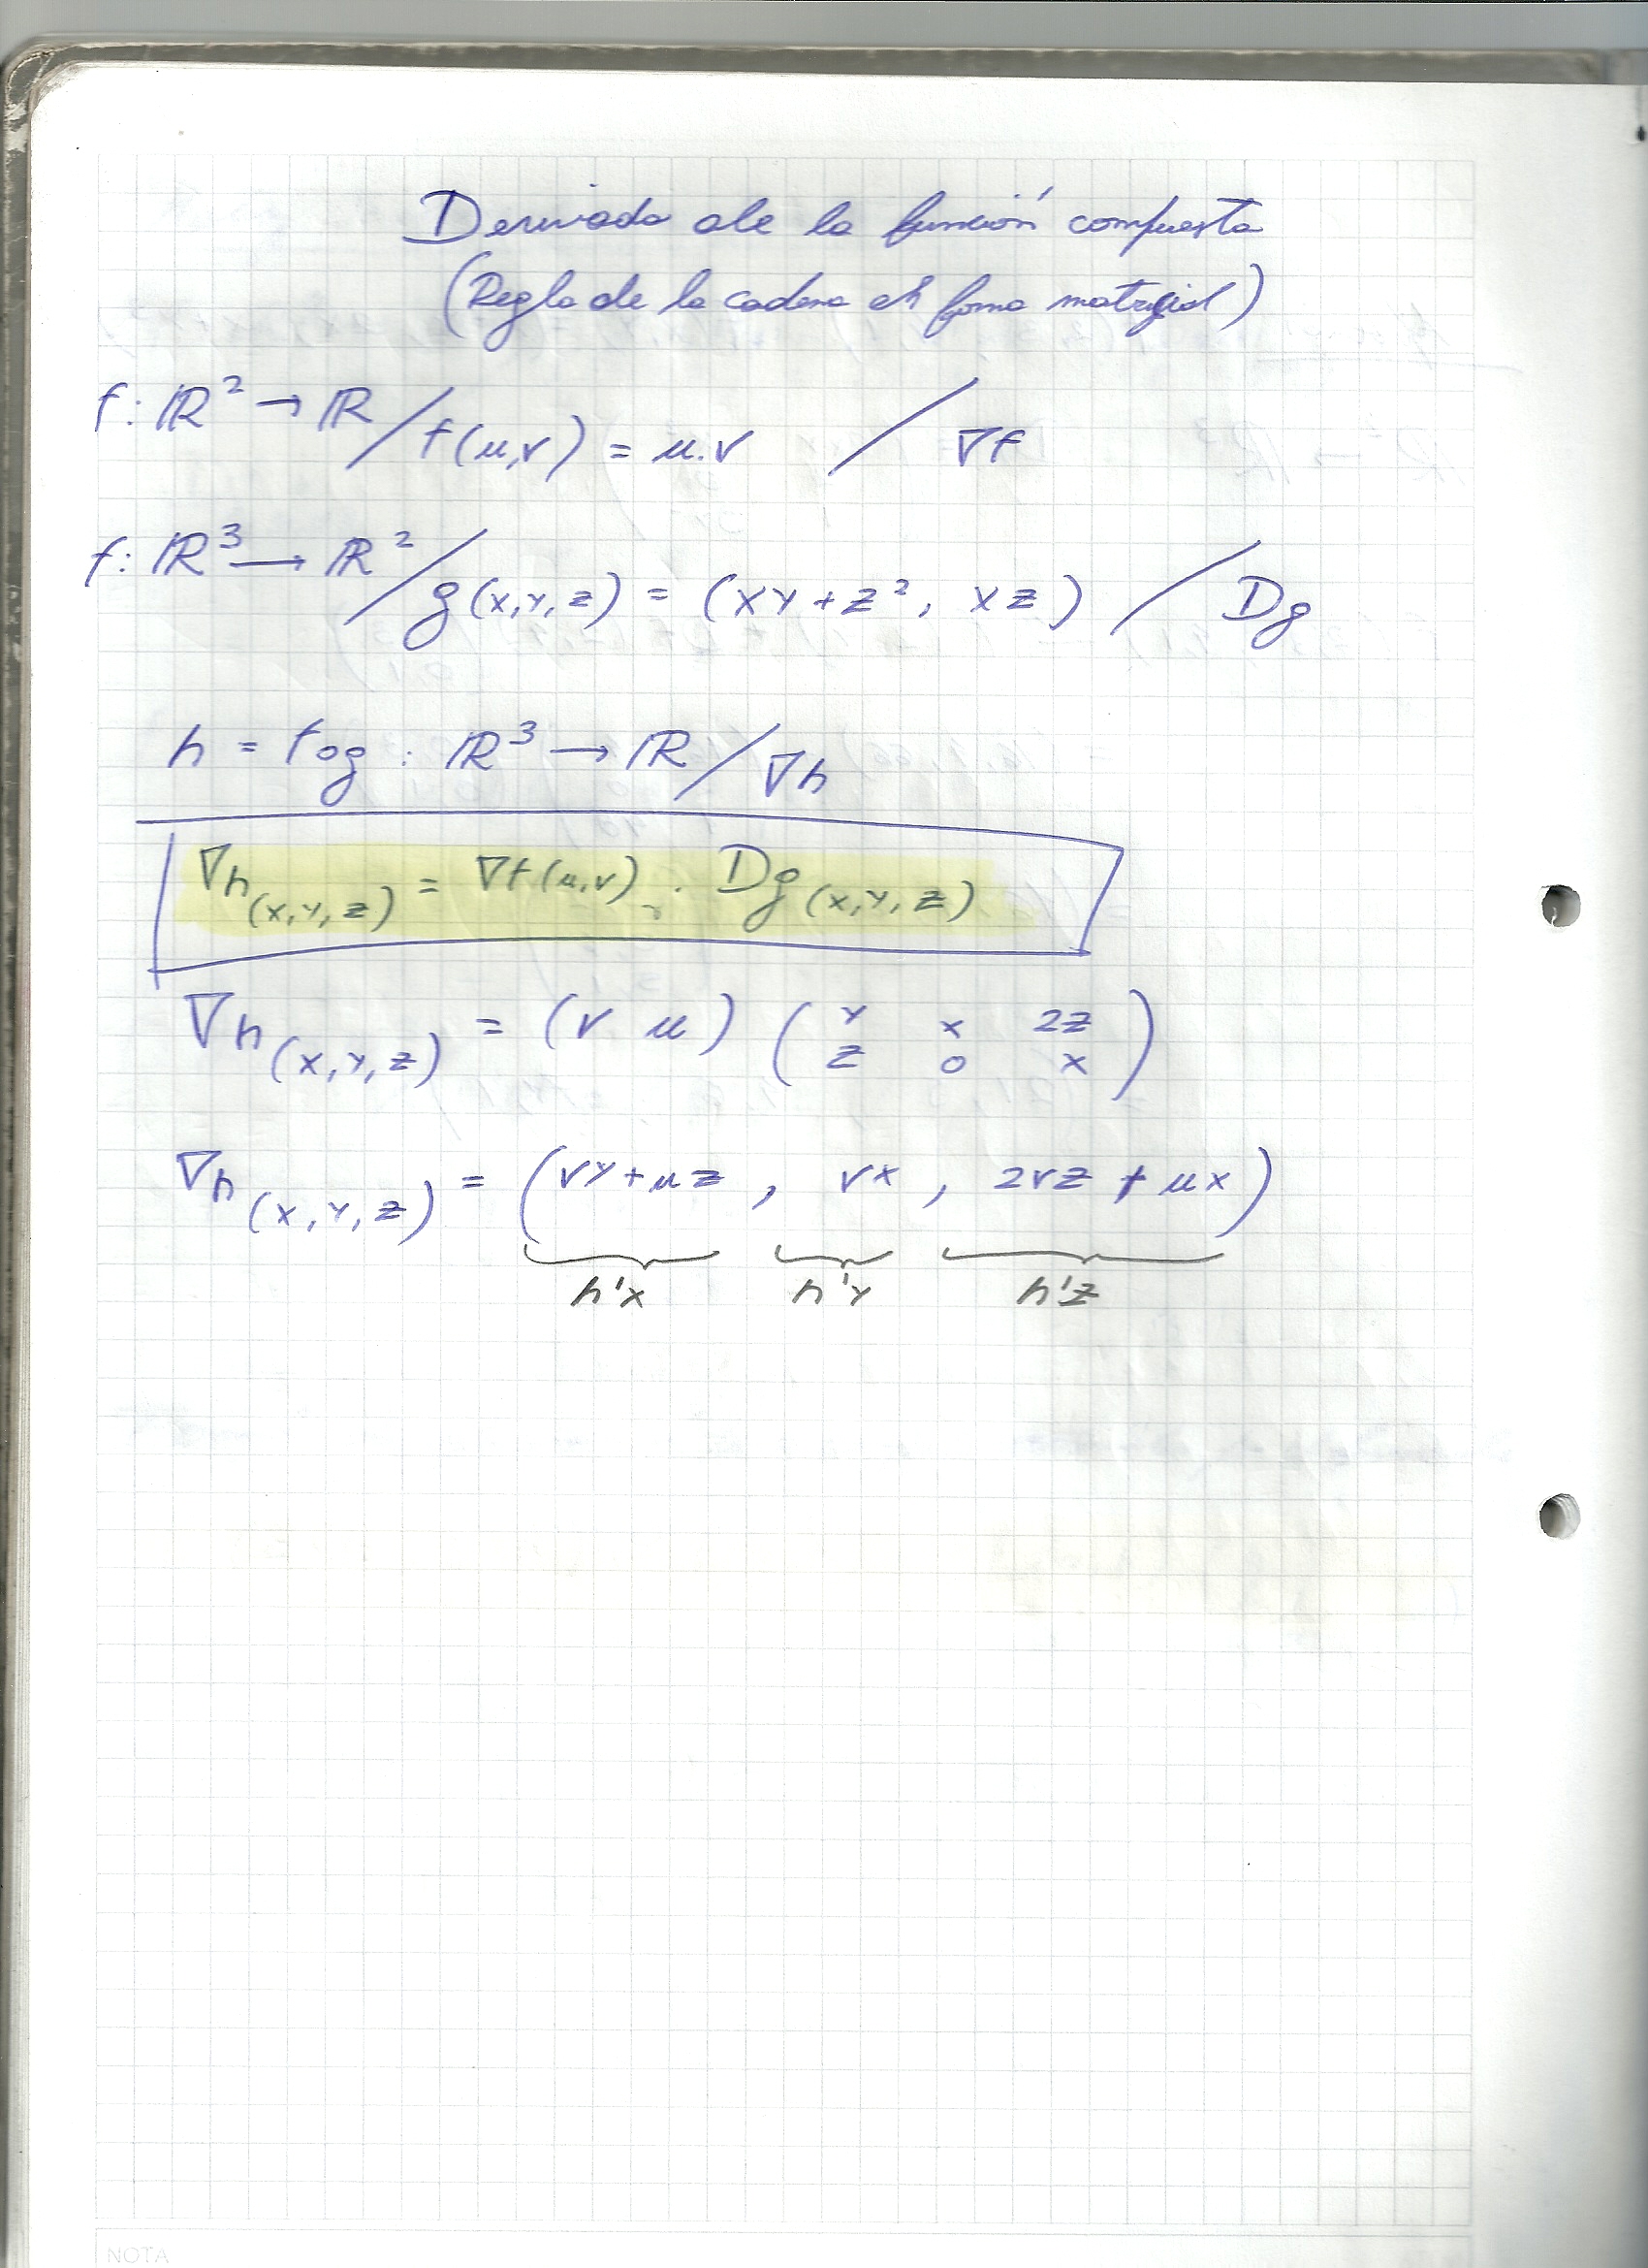 Derivada de la función compuesta
(Regla de la cadena en forma matricial)
f: ℝ² → ℝ / f(u,v) = u.v / ∇f
f: ℝ³ → ℝ² / g(x,y,z) = (xy+z², xz) / Dg
h = fog : ℝ³ → ℝ / ∇h
∇h(x,y,z) = ∇f(u,v) . Dg(x,y,z)
∇h(x,y,z) = (v u) ( y x 2z
z 0 x )
∇h(x,y,z) = (vy+uz , vx , 2vz + ux)
h'x h'y h'z
NOTA